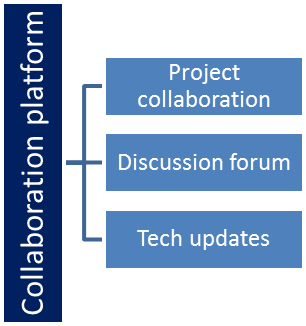 Collaboration platform
Project
collaboration
Discussion forum
Tech updates